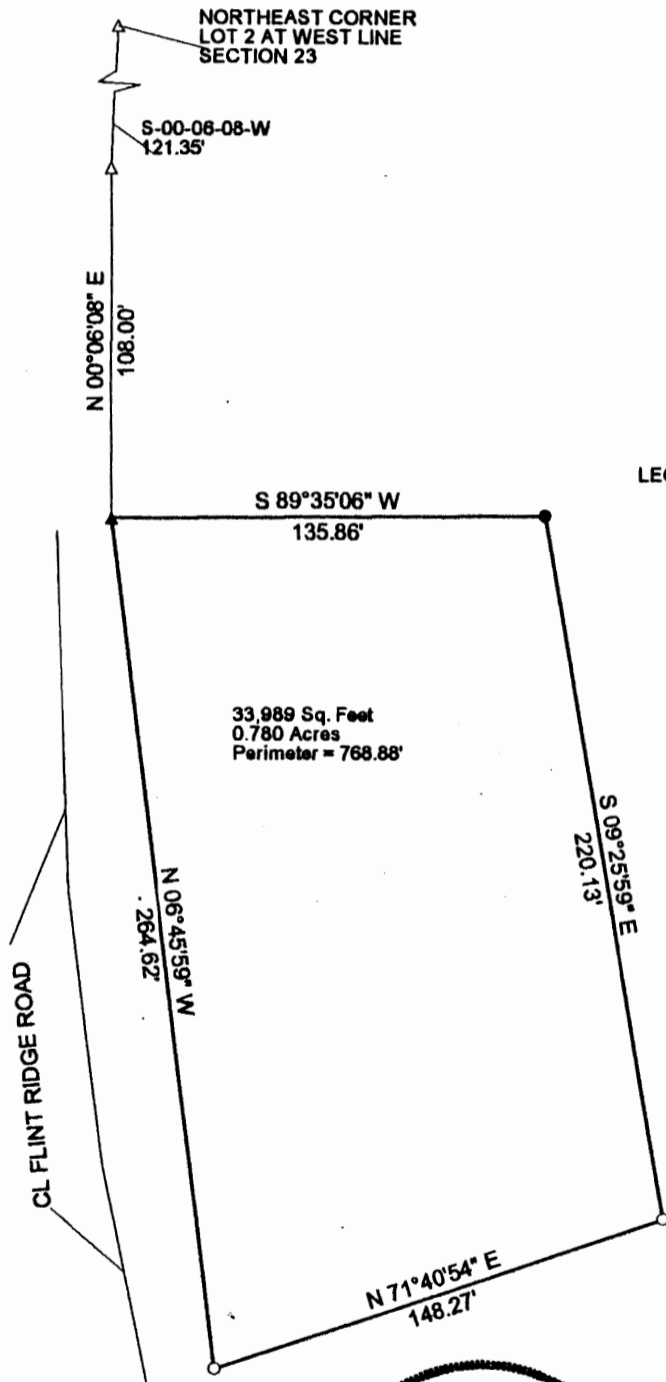 NORTHEAST CORNER
LOT 2 AT WEST LINE
SECTION 23
S-00-06-08-W
121.35'
N 00°06'08" E
108.00'
S 89°35'06" W
135.86'
33,989 Sq. Feet
0.780 Acres
Perimeter = 768.88'
S 09°25'59" E
220.13'
N 06°45'59" W
264.62'
CL FLINT RIDGE ROAD
N 71°40'54" E
148.27'